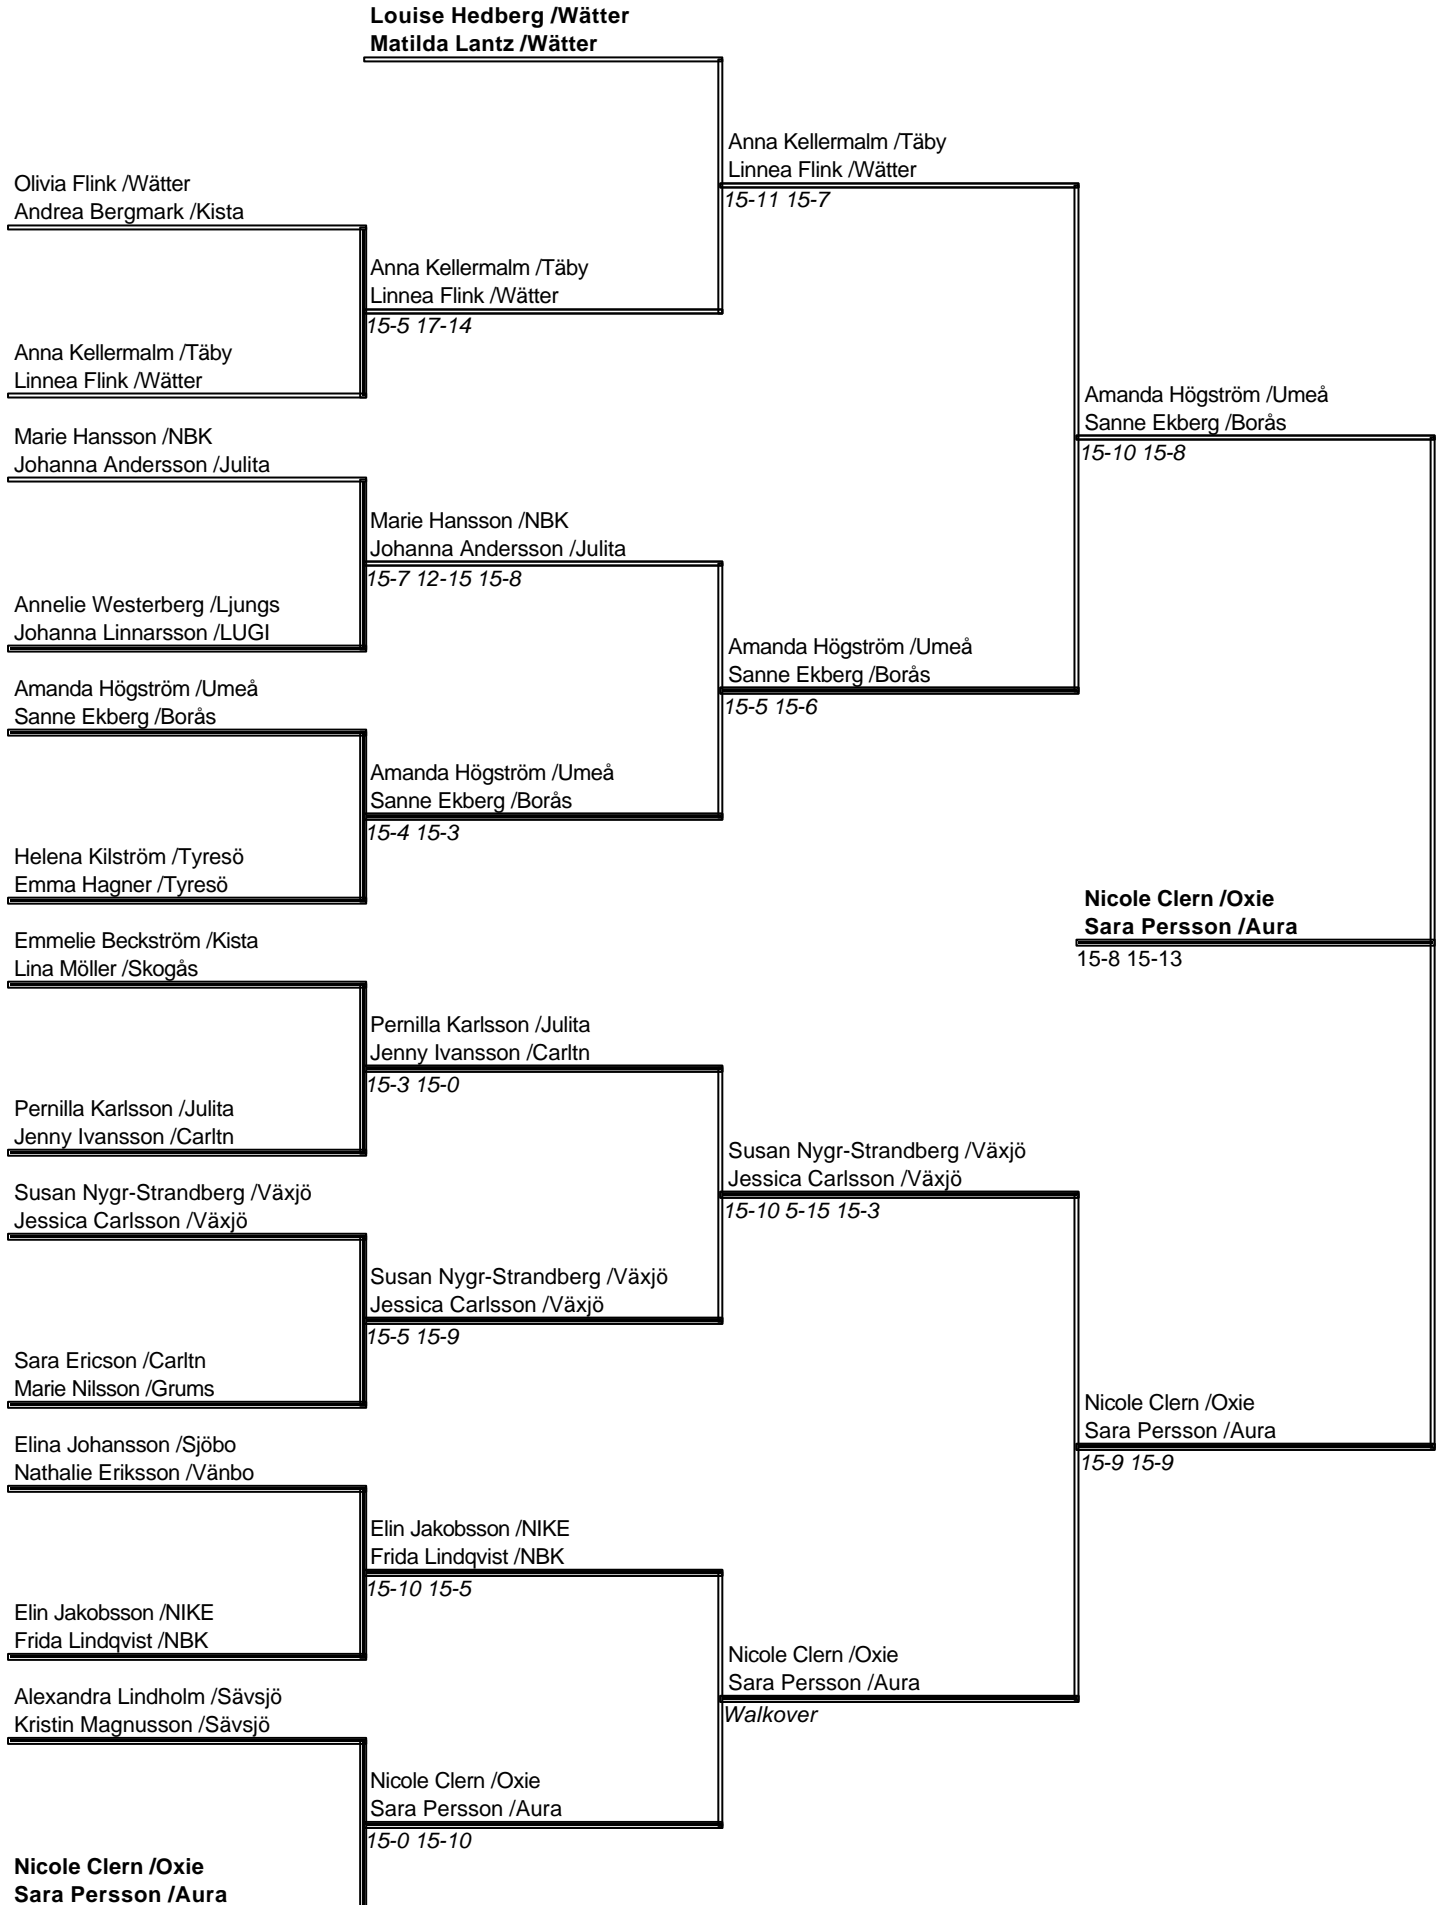 Louise Hedberg /Wätter
Matilda Lantz /Wätter
Anna Kellermalm /Täby
Linnea Flink /Wätter
15-11 15-7
Olivia Flink /Wätter
Andrea Bergmark /Kista
Anna Kellermalm /Täby
Linnea Flink /Wätter
15-5 17-14
Anna Kellermalm /Täby
Linnea Flink /Wätter
Amanda Högström /Umeå
Sanne Ekberg /Borås
15-10 15-8
Marie Hansson /NBK
Johanna Andersson /Julita
Marie Hansson /NBK
Johanna Andersson /Julita
15-7 12-15 15-8
Annelie Westerberg /Ljungs
Johanna Linnarsson /LUGI
Amanda Högström /Umeå
Sanne Ekberg /Borås
15-5 15-6
Amanda Högström /Umeå
Sanne Ekberg /Borås
Amanda Högström /Umeå
Sanne Ekberg /Borås
15-4 15-3
Helena Kilström /Tyresö
Emma Hagner /Tyresö
Nicole Clern /Oxie
Sara Persson /Aura
15-8 15-13
Emmelie Beckström /Kista
Lina Möller /Skogås
Pernilla Karlsson /Julita
Jenny Ivansson /Carltn
15-3 15-0
Pernilla Karlsson /Julita
Jenny Ivansson /Carltn
Susan Nygr-Strandberg /Växjö
Jessica Carlsson /Växjö
15-10 5-15 15-3
Susan Nygr-Strandberg /Växjö
Jessica Carlsson /Växjö
Susan Nygr-Strandberg /Växjö
Jessica Carlsson /Växjö
15-5 15-9
Sara Ericson /Carltn
Marie Nilsson /Grums
Nicole Clern /Oxie
Sara Persson /Aura
15-9 15-9
Elina Johansson /Sjöbo
Nathalie Eriksson /Vänbo
Elin Jakobsson /NIKE
Frida Lindqvist /NBK
15-10 15-5
Elin Jakobsson /NIKE
Frida Lindqvist /NBK
Nicole Clern /Oxie
Sara Persson /Aura
Walkover
Alexandra Lindholm /Sävsjö
Kristin Magnusson /Sävsjö
Nicole Clern /Oxie
Sara Persson /Aura
15-0 15-10
Nicole Clern /Oxie
Sara Persson /Aura